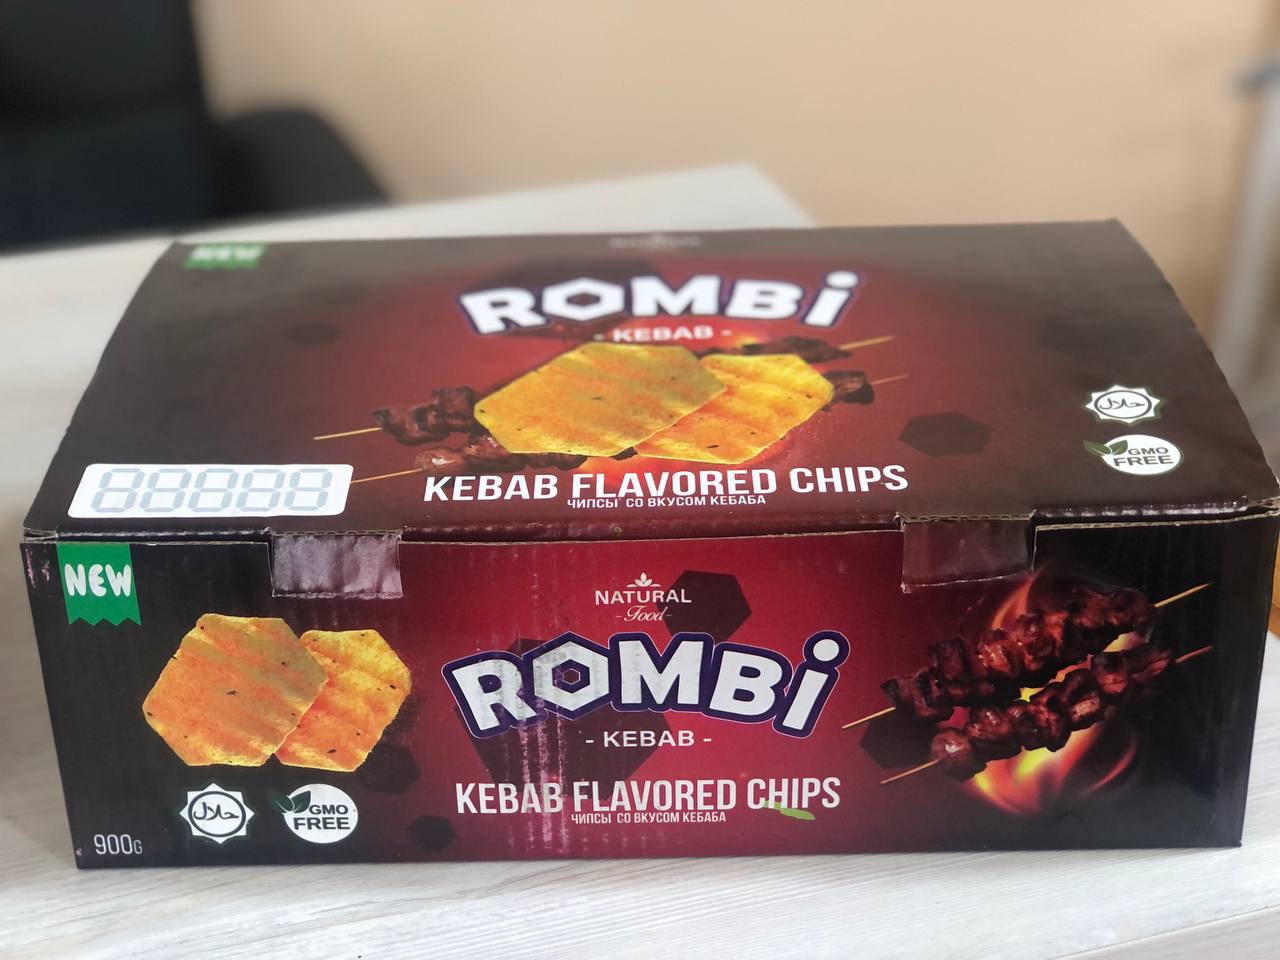 NEW
ROMBi
- KEBAB -
حلال
GMO
FREE
KEBAB FLAVORED CHIPS
ЧИПСЫ СО ВКУСОМ КЕБАБА
88888
NEW
NATURAL
- Food -
ROMBi
- KEBAB -
KEBAB FLAVORED CHIPS
ЧИПСЫ СО ВКУСОМ КЕБАБА
حلال
GMO
FREE
900G